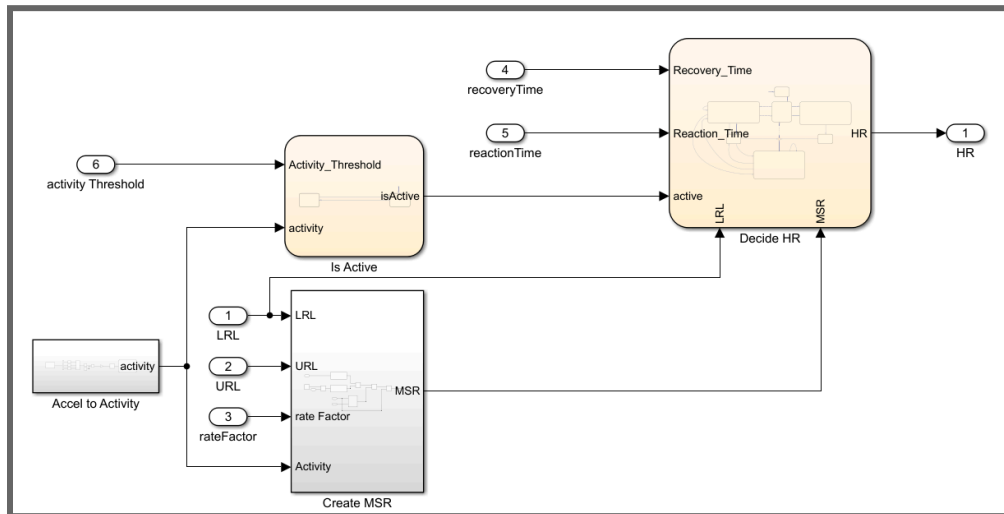 4
recoveryTime
Recovery_Time
5
reactionTime
Reaction_Time
HR
1
HR
6
activity Threshold
Activity_Threshold
isActive
active
activity
LRL
MSR
Decide HR
Is Active
1
LRL
LRL
2
URL
URL
MSR
3
rateFactor
rate Factor
activity
Accel to Activity
Activity
Create MSR